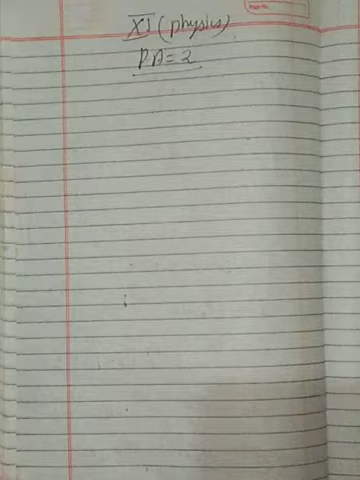 XI (Physics)
PA = 2